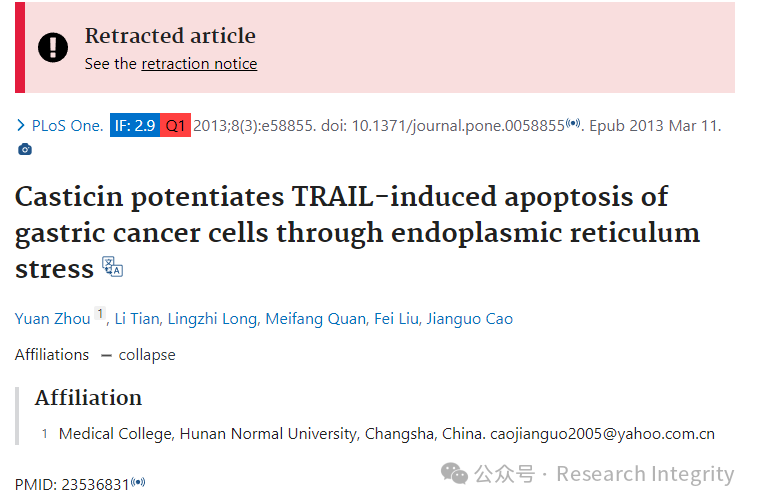 Retracted article
See the retraction notice
PLoS One. IF: 2.9 Q1 2013;8(3):e58855. doi: 10.1371/journal.pone.0058855. Epub 2013 Mar 11.
Casticin potentiates TRAIL-induced apoptosis of
gastric cancer cells through endoplasmic reticulum
stress
Yuan Zhou 1, Li Tian, Lingzhi Long, Meifang Quan, Fei Liu, Jianguo Cao
Affiliations — collapse
Affiliation
1 Medical College, Hunan Normal University, Changsha, China. caojianguo2005@yahoo.com.cn
PMID: 23536831
公众号 · Research Integrity